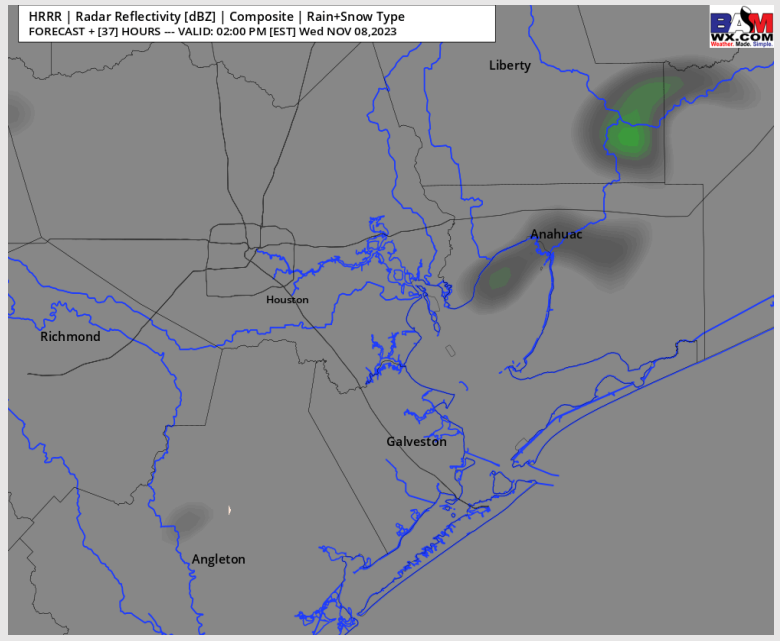 HRRR | Radar Reflectivity [dBZ] | Composite | Rain+Snow Type
FORECAST + [37] HOURS --- VALID: 02:00 PM [EST] Wed NOV 08,2023
BAM
WX.COM
Weather. Made. Simple.
Liberty
Anahuac
Houston
Richmond
Galveston
Angleton